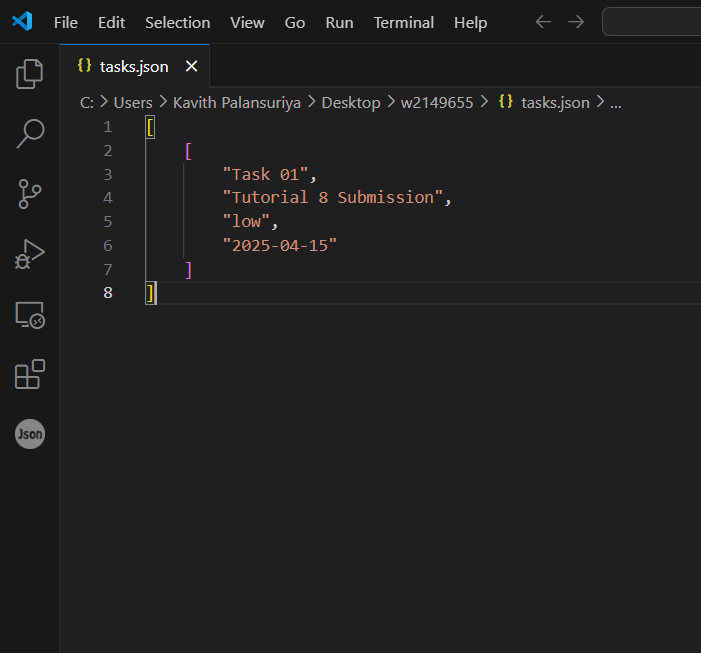 File Edit Selection View Go Run Terminal Help
{} tasks.json ×
C: > Users > Kavith Palansuriya > Desktop > w2149655 > {} tasks.json > ...
1 [
2 [
3 "Task 01",
4 "Tutorial 8 Submission",
5 "low",
6 "2025-04-15"
7 ]
8 ]
Json